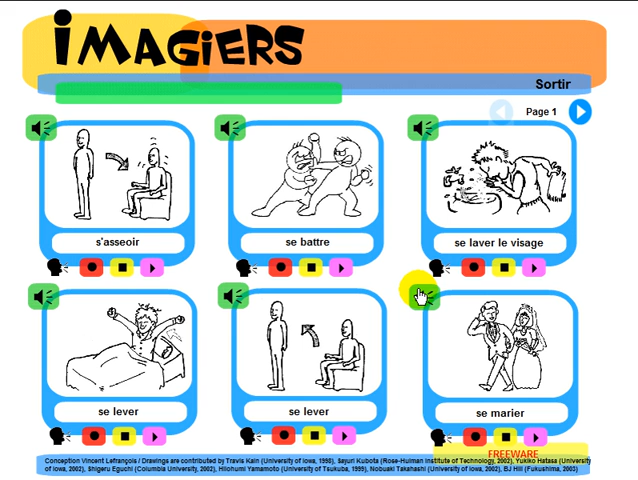 iMAGiERS
Sortir
Page 1
s'asseoir
se battre
se laver le visage
se lever
se lever
se marier
FREEWARE
Conception Vincent Lefrançois / Drawings are contributed by Travis Kain (University of Iowa, 1998), Sayuri Kubota (Rose-Hulman Institute of Technology, 2002), Yukiko Hatasa (University
of Iowa, 2002), Shigeru Eguchi (Columbia University, 2002), Hilofumi Yamamoto (University of Tsukuba, 1999), Nobuaki Takahashi (University of Iowa, 2002), BJ Hill (Fukushima, 2003)